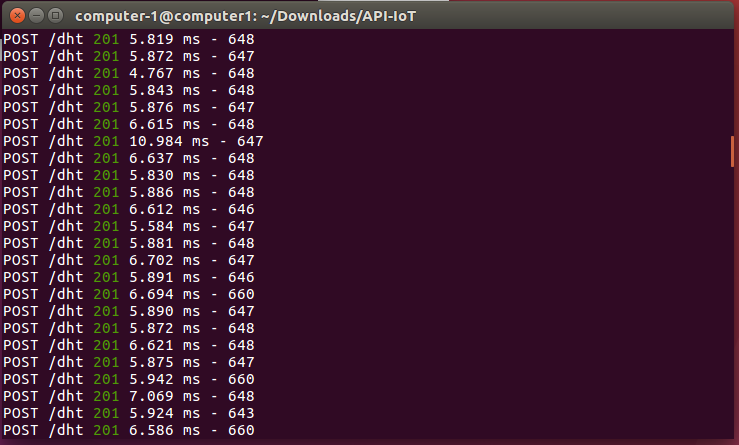 computer-1@computer1: ~/Downloads/API-IoT
POST /dht 201 5.819 ms - 648
POST /dht 201 5.872 ms - 647
POST /dht 201 4.767 ms - 648
POST /dht 201 5.843 ms - 648
POST /dht 201 5.876 ms - 647
POST /dht 201 6.615 ms - 648
POST /dht 201 10.984 ms - 647
POST /dht 201 6.637 ms - 648
POST /dht 201 5.830 ms - 648
POST /dht 201 5.886 ms - 648
POST /dht 201 6.612 ms - 646
POST /dht 201 5.584 ms - 647
POST /dht 201 5.881 ms - 648
POST /dht 201 6.702 ms - 647
POST /dht 201 5.891 ms - 646
POST /dht 201 6.694 ms - 660
POST /dht 201 5.890 ms - 647
POST /dht 201 5.872 ms - 648
POST /dht 201 6.621 ms - 648
POST /dht 201 5.875 ms - 647
POST /dht 201 5.942 ms - 660
POST /dht 201 7.069 ms - 648
POST /dht 201 5.924 ms - 643
POST /dht 201 6.586 ms - 660